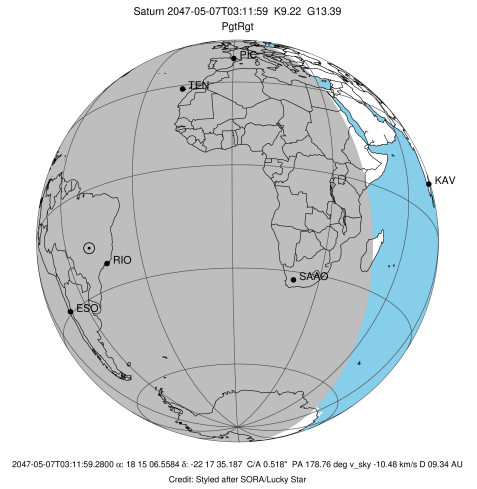 Saturn 2047-05-07T03:11:59 K9.22 G13.39
PgtRgt
PIC
TEN
KAV
RIO
SAAO
ESO
2047-05-07T03:11:59.2800 α: 18 15 06.5584 δ: -22 17 35.187 C/A 0.518" PA 178.76 deg v_sky -10.48 km/s D 09.34 AU
Credit: Styled after SORA/Lucky Star